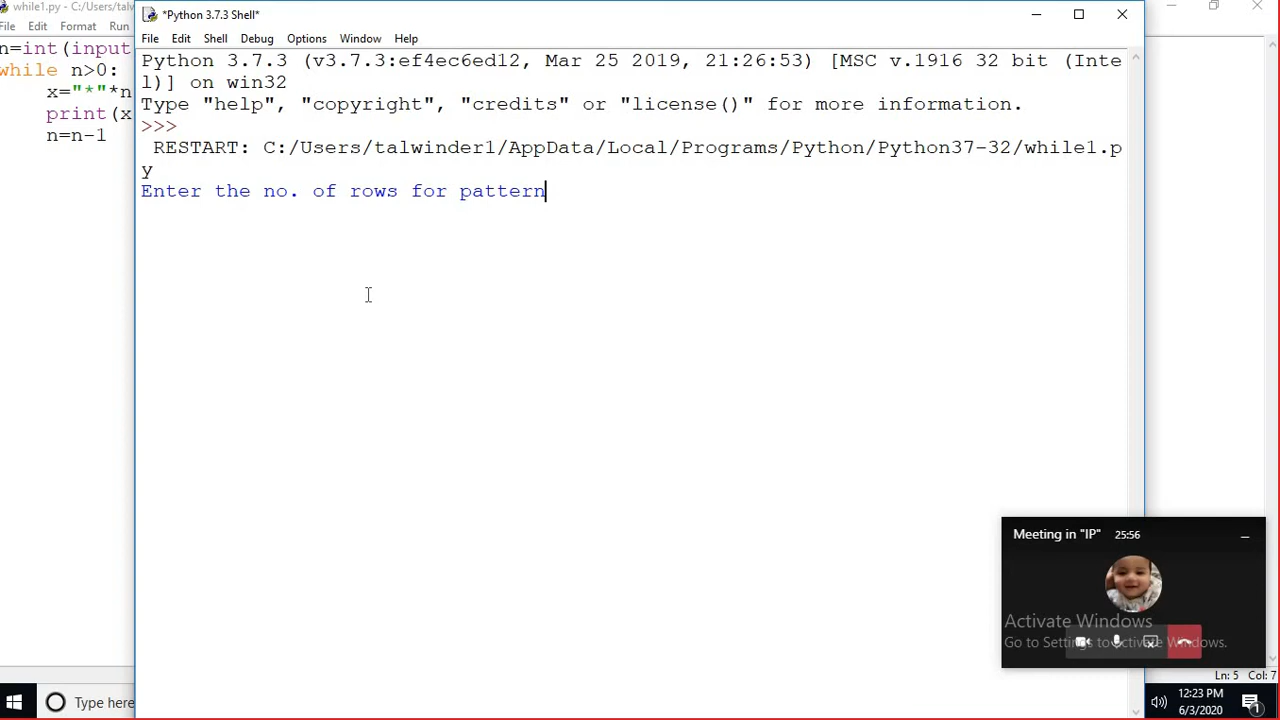 while1.py - C:/Users/talw
File Edit Format Run
n=int(input
while n>0:
x="*"*n
print(x
n=n-1
*Python 3.7.3 Shell*
File Edit Shell Debug Options Window Help
Python 3.7.3 (v3.7.3:ef4ec6ed12, Mar 25 2019, 21:26:53) [MSC v.1916 32 bit (Inte
l)] on win32
Type "help", "copyright", "credits" or "license()" for more information.
>>>
RESTART: C:/Users/talwinder1/AppData/Local/Programs/Python/Python37-32/while1.p
y
Enter the no. of rows for pattern
Meeting in "IP" 25:56
Activate Windows
Go to Settings to Activate Windows.
Ln: 5 Col: 7
Type here
12:23 PM
6/3/2020
1